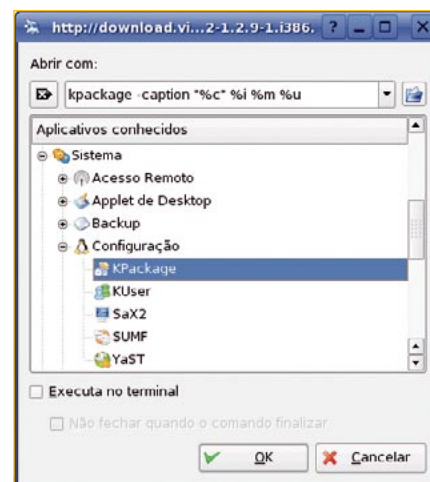 http://download.vi...2-1.2.9-1.i386. ?
Abrir com:
kpackage -caption "%c" %i %m %u
Aplicativos conhecidos
Sistema
Acesso Remoto
Applet de Desktop
Backup
Configuração
KPackage
KUser
SaX2
SUMF
YaST
Executa no terminal
Não fechar quando o comando finalizar
OK
Cancelar